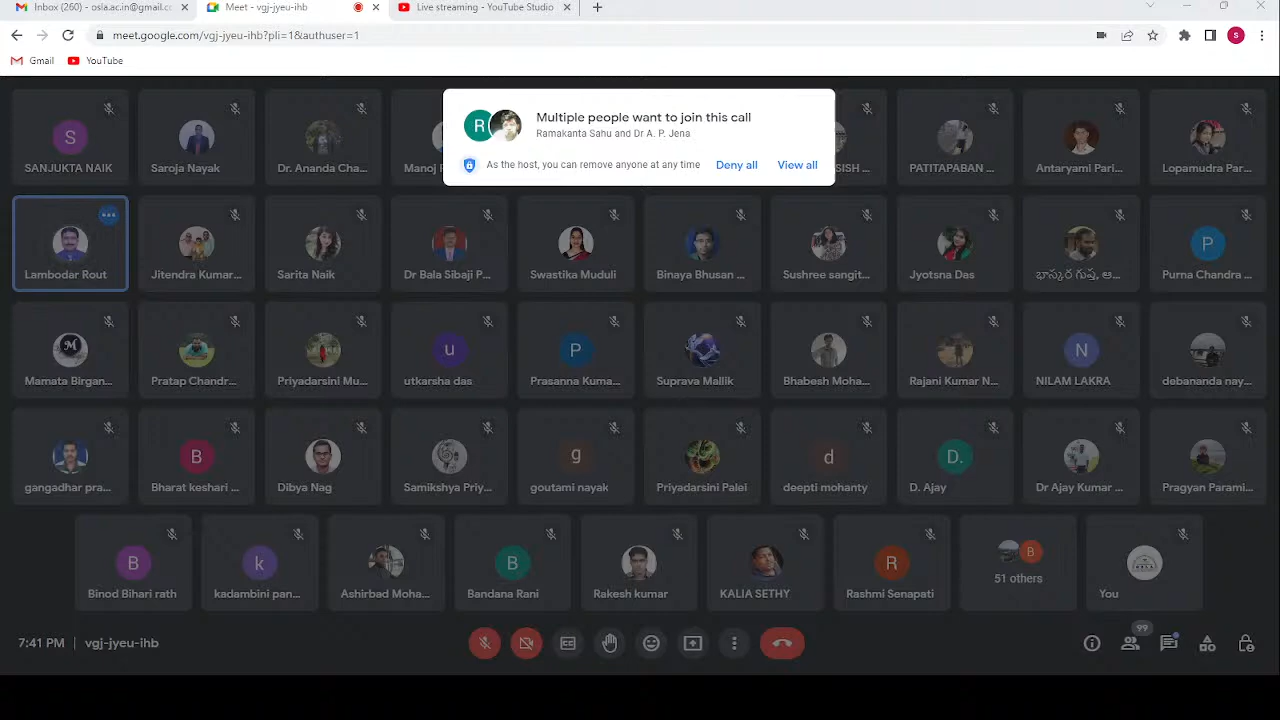 Inbox (260) - osla.ac.in@gmail.c
Meet - vgj-jyeu-ihb
Live streaming - YouTube Studio
meet.google.com/vgj-jyeu-ihb?pli=1&authuser=1
S
Gmail
YouTube
R
Multiple people want to join this call
Ramakanta Sahu and Dr A. P. Jena
As the host, you can remove anyone at any time
Deny all
View all
S
SANJUKTA NAIK
Saroja Nayak
Dr. Ananda Cha...
Manoj
SISH ...
PATITAPABAN ...
Antaryami Pari...
Lopamudra Par...
Lambodar Rout
Jitendra Kumar...
Sarita Naik
Dr Bala Sibaji P...
Swastika Muduli
Binaya Bhusan ...
Sushree sangit...
Jyotsna Das
భాస్కర గుప్త, ఆ...
P
Purna Chandra ...
M
Mamata Birgan...
Pratap Chandr...
Priyadarsini Mu...
u
utkarsha das
P
Prasanna Kuma...
Suprava Mallik
Bhabesh Moha...
Rajani Kumar N...
N
NILAM LAKRA
debananda nay...
gangadhar pra...
B
Bharat keshari ...
Dibya Nag
Samikshya Priy...
g
goutami nayak
Priyadarsini Palei
d
deepti mohanty
D.
D. Ajay
Dr Ajay Kumar ...
Pragyan Parami...
B
Binod Bihari rath
k
kadambini pan...
Ashirbad Moha...
B
Bandana Rani
Rakesh kumar
KALIA SETHY
R
Rashmi Senapati
B
51 others
You
7:41 PM | vgj-jyeu-ihb
99